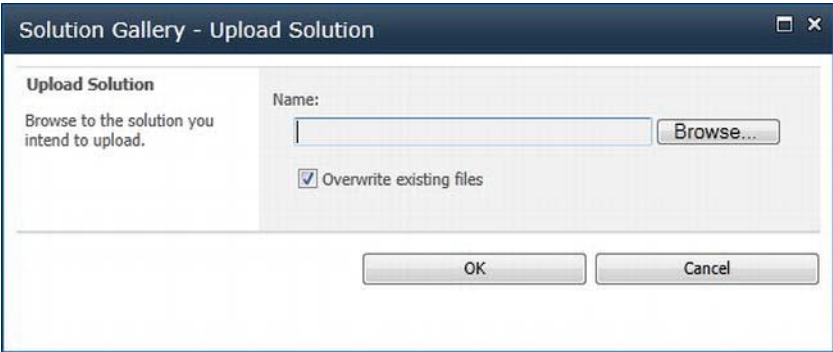 Solution Gallery - Upload Solution
Upload Solution
Browse to the solution you
intend to upload.
Name:
Browse...
Overwrite existing files
OK
Cancel